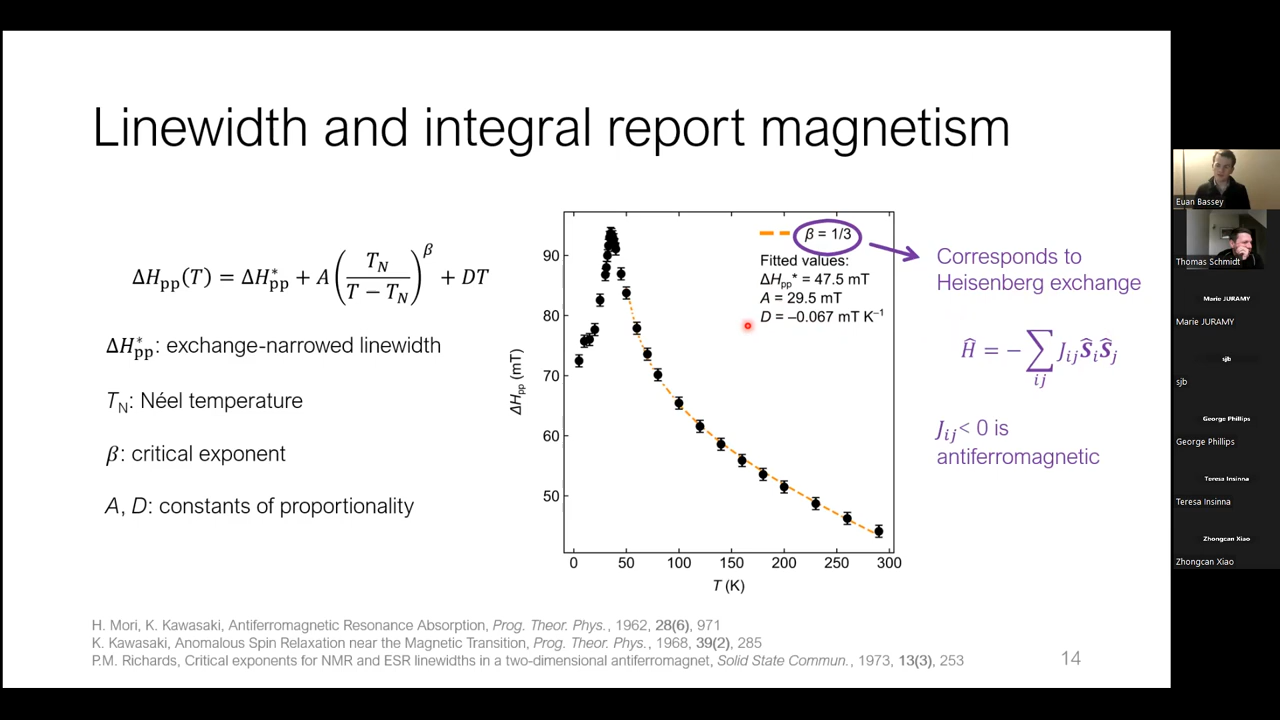 Linewidth and integral report magnetism
ΔH_pp(T) = ΔH*_pp + A (T_N / (T − T_N))^β + DT
ΔH*_pp: exchange-narrowed linewidth
T_N: Néel temperature
β: critical exponent
A, D: constants of proportionality
ΔH_pp (mT)
90
80
70
60
50
0 50 100 150 200 250 300
T (K)
β = 1/3
Fitted values:
ΔH_pp* = 47.5 mT
A = 29.5 mT
D = –0.067 mT K⁻¹
Corresponds to
Heisenberg exchange
Ĥ = − ∑_ij J_ij Ŝ_i Ŝ_j
J_ij < 0 is
antiferromagnetic
H. Mori, K. Kawasaki, Antiferromagnetic Resonance Absorption, Prog. Theor. Phys., 1962, 28(6), 971
K. Kawasaki, Anomalous Spin Relaxation near the Magnetic Transition, Prog. Theor. Phys., 1968, 39(2), 285
P.M. Richards, Critical exponents for NMR and ESR linewidths in a two-dimensional antiferromagnet, Solid State Commun., 1973, 13(3), 253
14
Euan Bassey
Thomas Schmidt
Marie JURAMY
Marie JURAMY
sjb
sjb
George Phillips
George Phillips
Teresa Insinna
Teresa Insinna
Zhongcan Xiao
Zhongcan Xiao